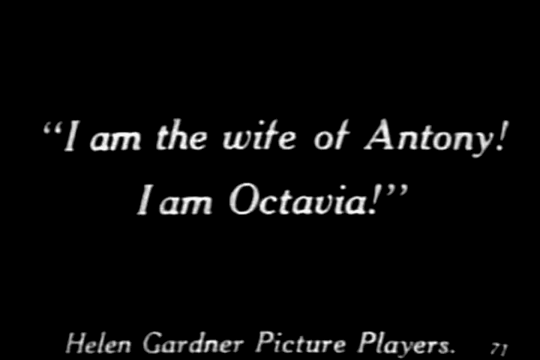 “I am the wife of Antony!
I am Octavia!”
Helen Gardner Picture Players. 71